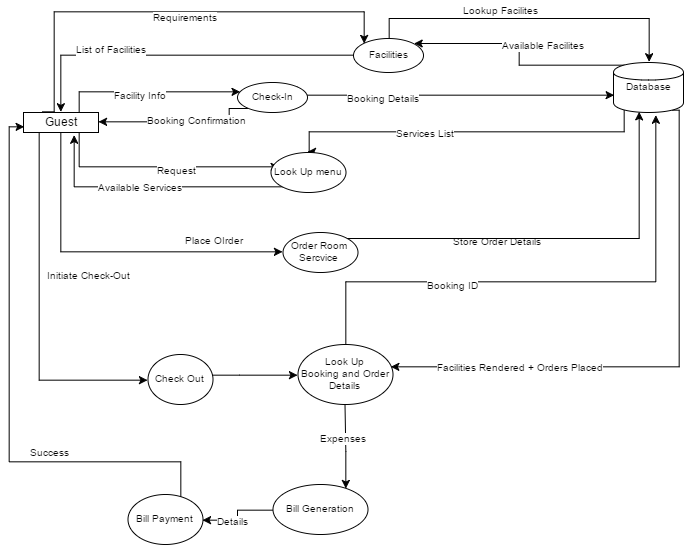 Lookup Facilites
Requirements
List of Facilities
Facilities
Available Facilites
Database
Facility Info
Check-In
Booking Details
Guest
Booking Confirmation
Services List
Request
Look Up menu
Available Services
Place OIrder
Order Room
Sercvice
Store Order Details
Initiate Check-Out
Booking ID
Look Up
Booking and Order
Details
Check Out
Facilities Rendered + Orders Placed
Expenses
Success
Bill Generation
Bill Payment
Details